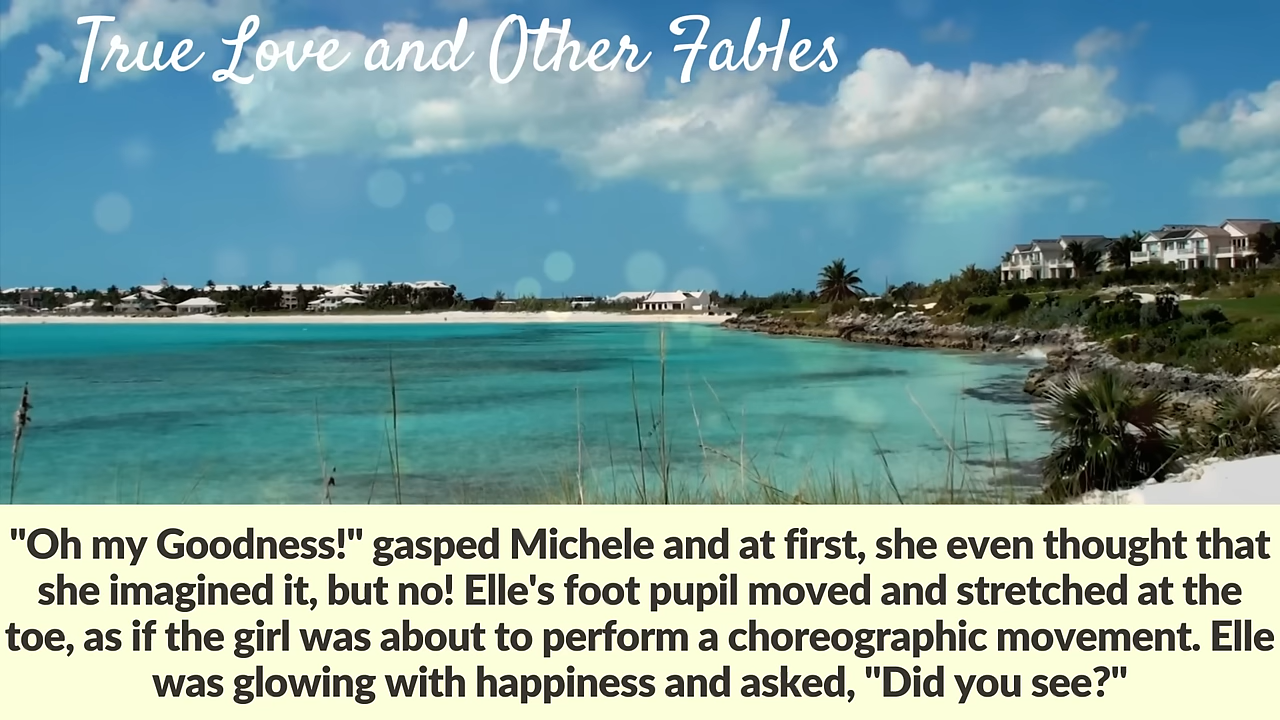 True Love and Other Fables
"Oh my Goodness!" gasped Michele and at first, she even thought that
she imagined it, but no! Elle's foot pupil moved and stretched at the
toe, as if the girl was about to perform a choreographic movement. Elle
was glowing with happiness and asked, "Did you see?"